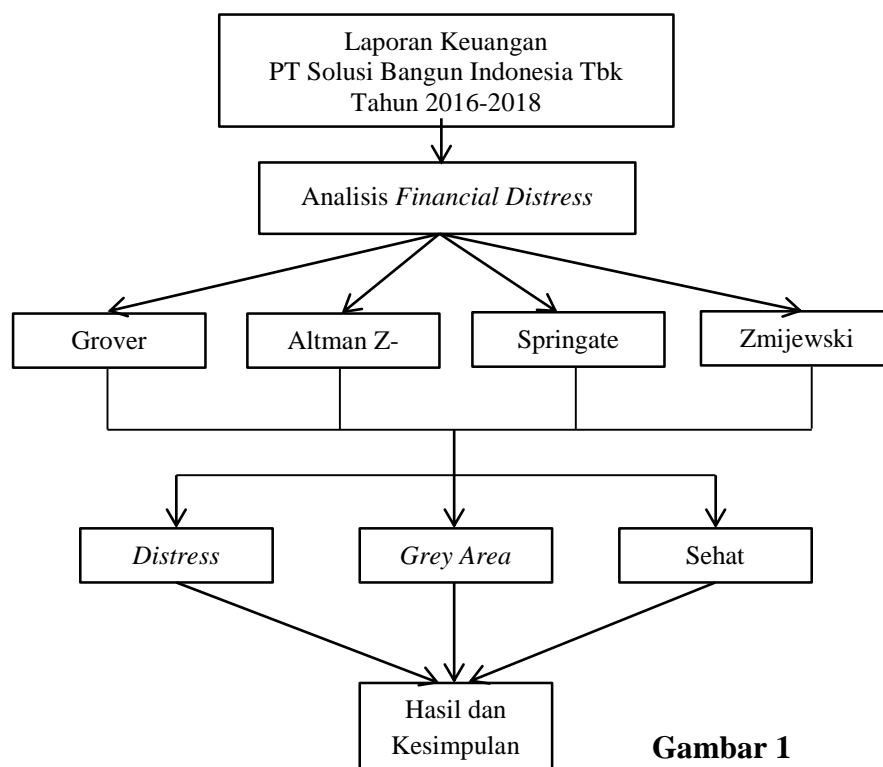 Laporan Keuangan
PT Solusi Bangun Indonesia Tbk
Tahun 2016-2018
Analisis Financial Distress
Grover
Altman Z-
Springate
Zmijewski
Distress
Grey Area
Sehat
Hasil dan
Kesimpulan
Gambar 1